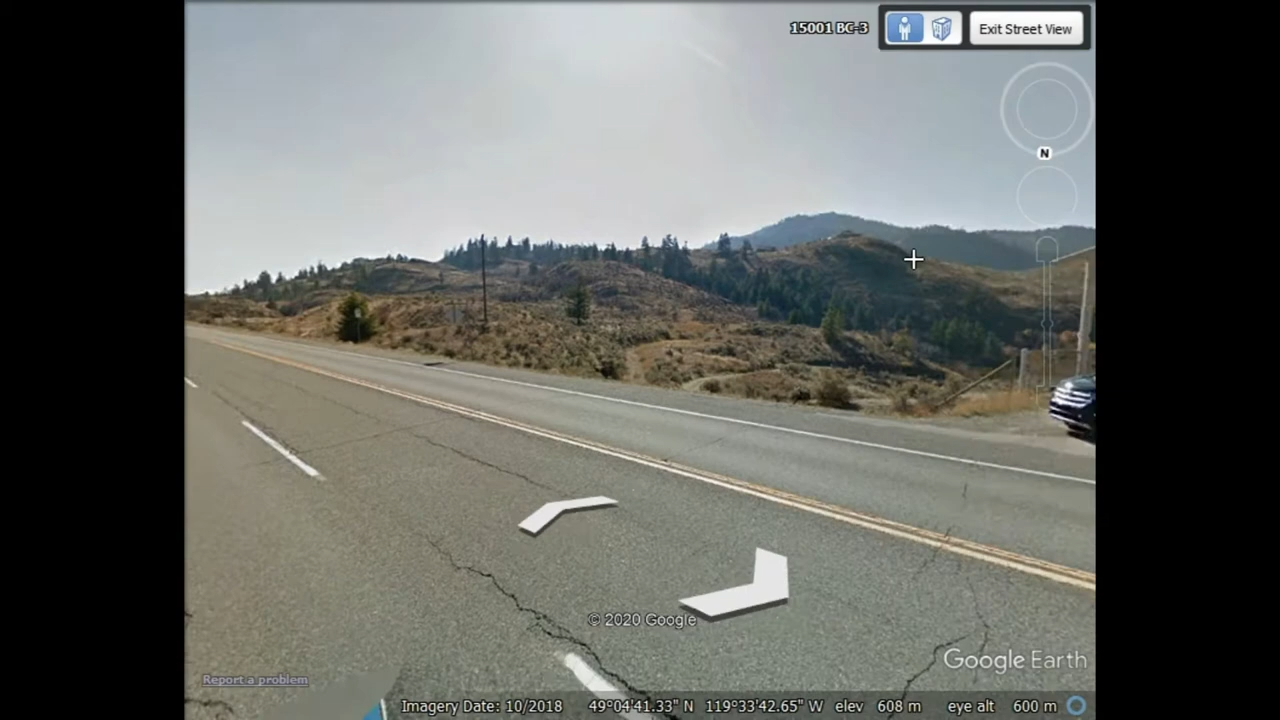 15001 BC-3
Exit Street View
N
© 2020 Google
Google Earth
Report a problem
Imagery Date: 10/2018 49°04'41.33" N 119°33'42.65" W elev 608 m eye alt 600 m